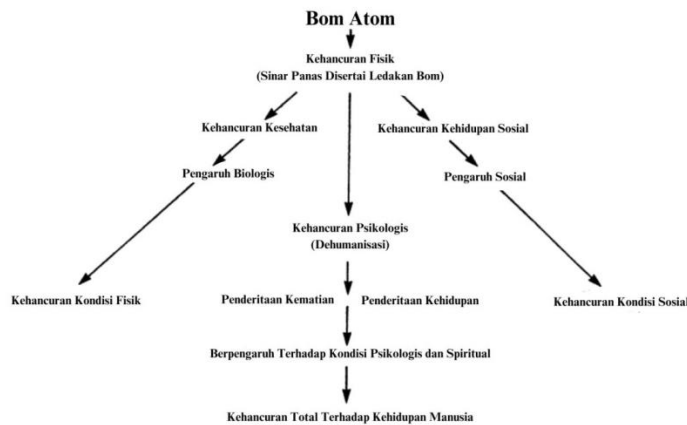 Bom Atom
Kehancuran Fisik
(Sinar Panas Disertai Ledakan Bom)
Kehancuran Kesehatan
Kehancuran Kehidupan Sosial
Pengaruh Biologis
Pengaruh Sosial
Kehancuran Psikologis
(Dehumanisasi)
Kehancuran Kondisi Fisik
Penderitaan Kematian
Penderitaan Kehidupan
Kehancuran Kondisi Sosial
Berpengaruh Terhadap Kondisi Psikologis dan Spiritual
Kehancuran Total Terhadap Kehidupan Manusia